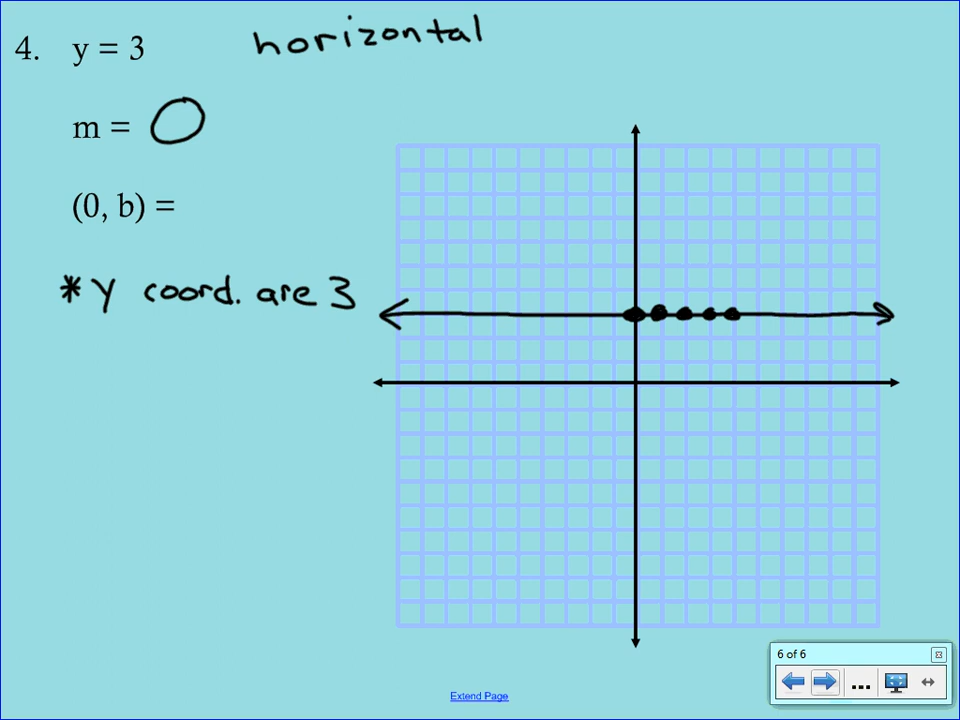 4. y = 3 horizontal
m = 0
(0, b) =
* y coord. are 3
6 of 6
...
Extend Page